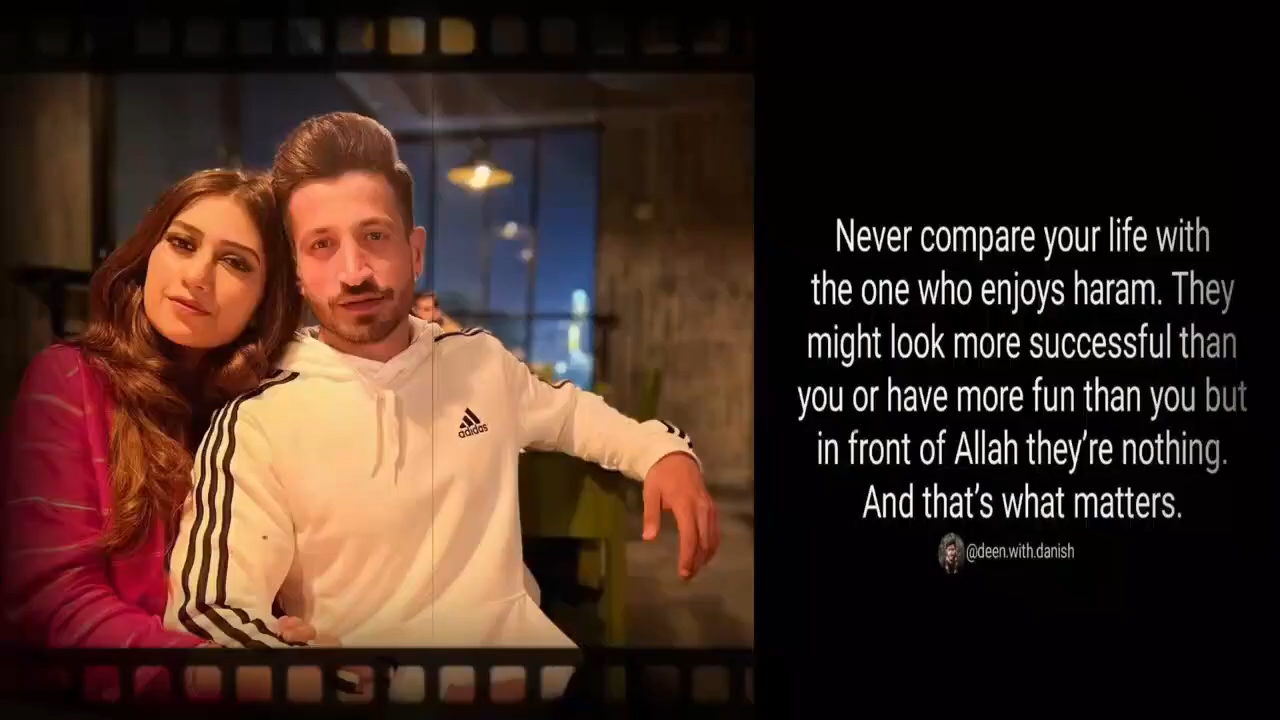 adidas
Never compare your life with
the one who enjoys haram. They
might look more successful than
you or have more fun than you but
in front of Allah they’re nothing.
And that’s what matters.
@deen.with.danish